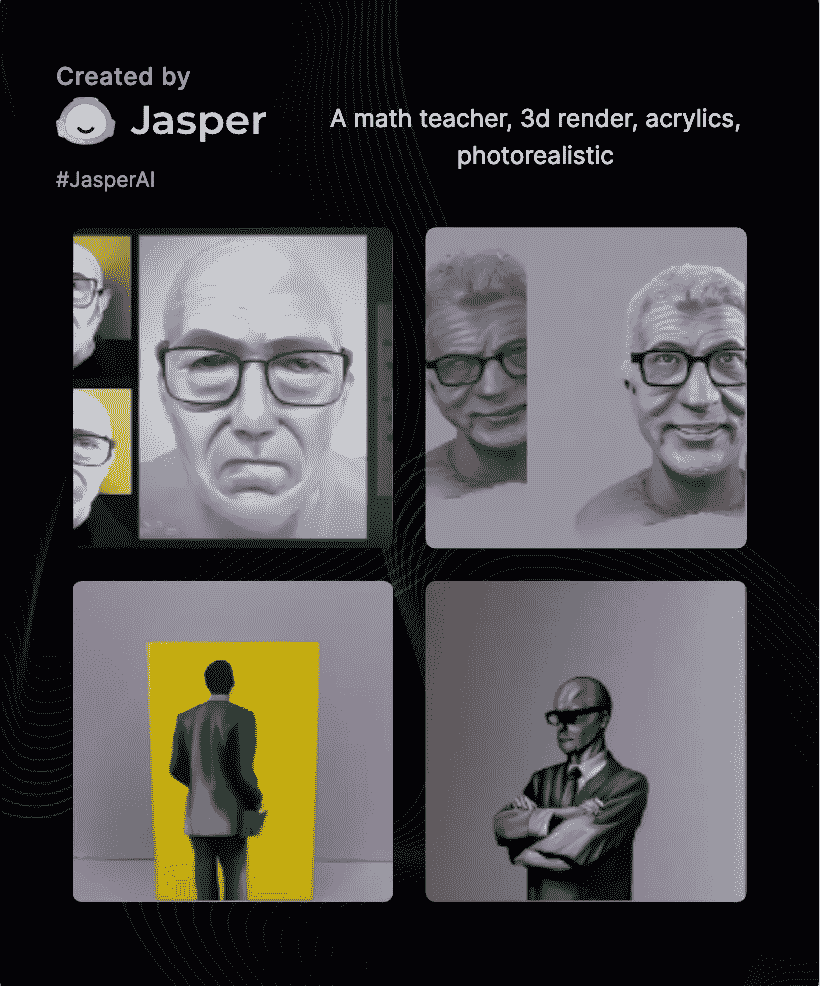 Created by
Jasper
#JasperAI
A math teacher, 3d render, acrylics,
photorealistic